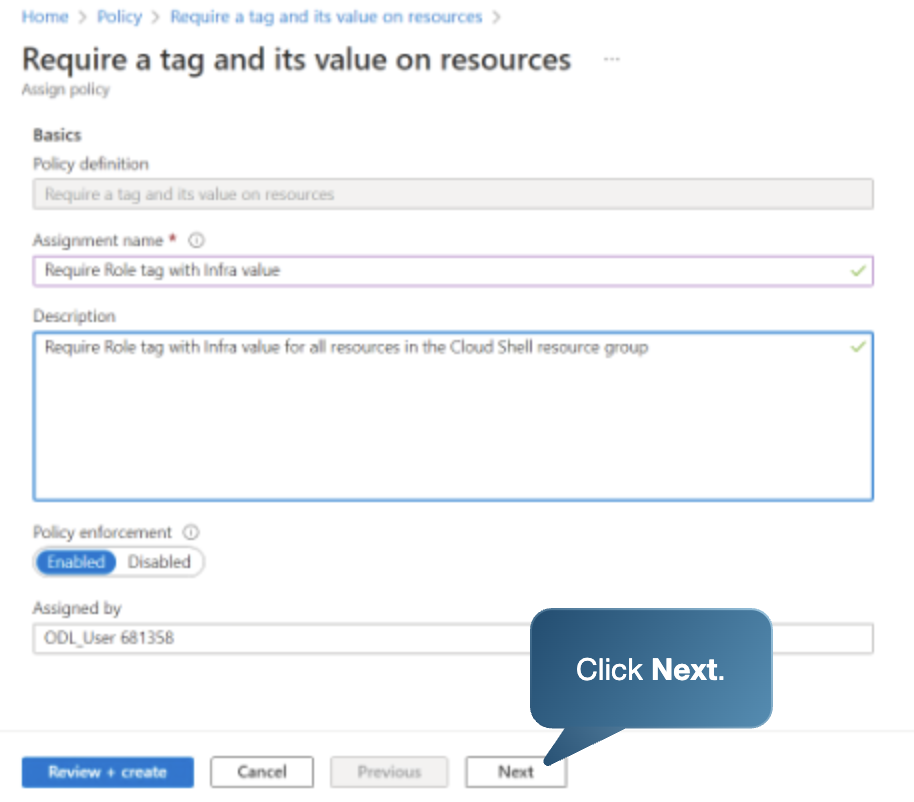 Home > Policy > Require a tag and its value on resources >
Require a tag and its value on resources ...
Assign policy
Basics
Policy definition
Require a tag and its value on resources
Assignment name *
Require Role tag with Infra value
Description
Require Role tag with Infra value for all resources in the Cloud Shell resource group
Policy enforcement
Enabled Disabled
Assigned by
ODL_User 681358
Click Next.
Review + create Cancel Previous Next